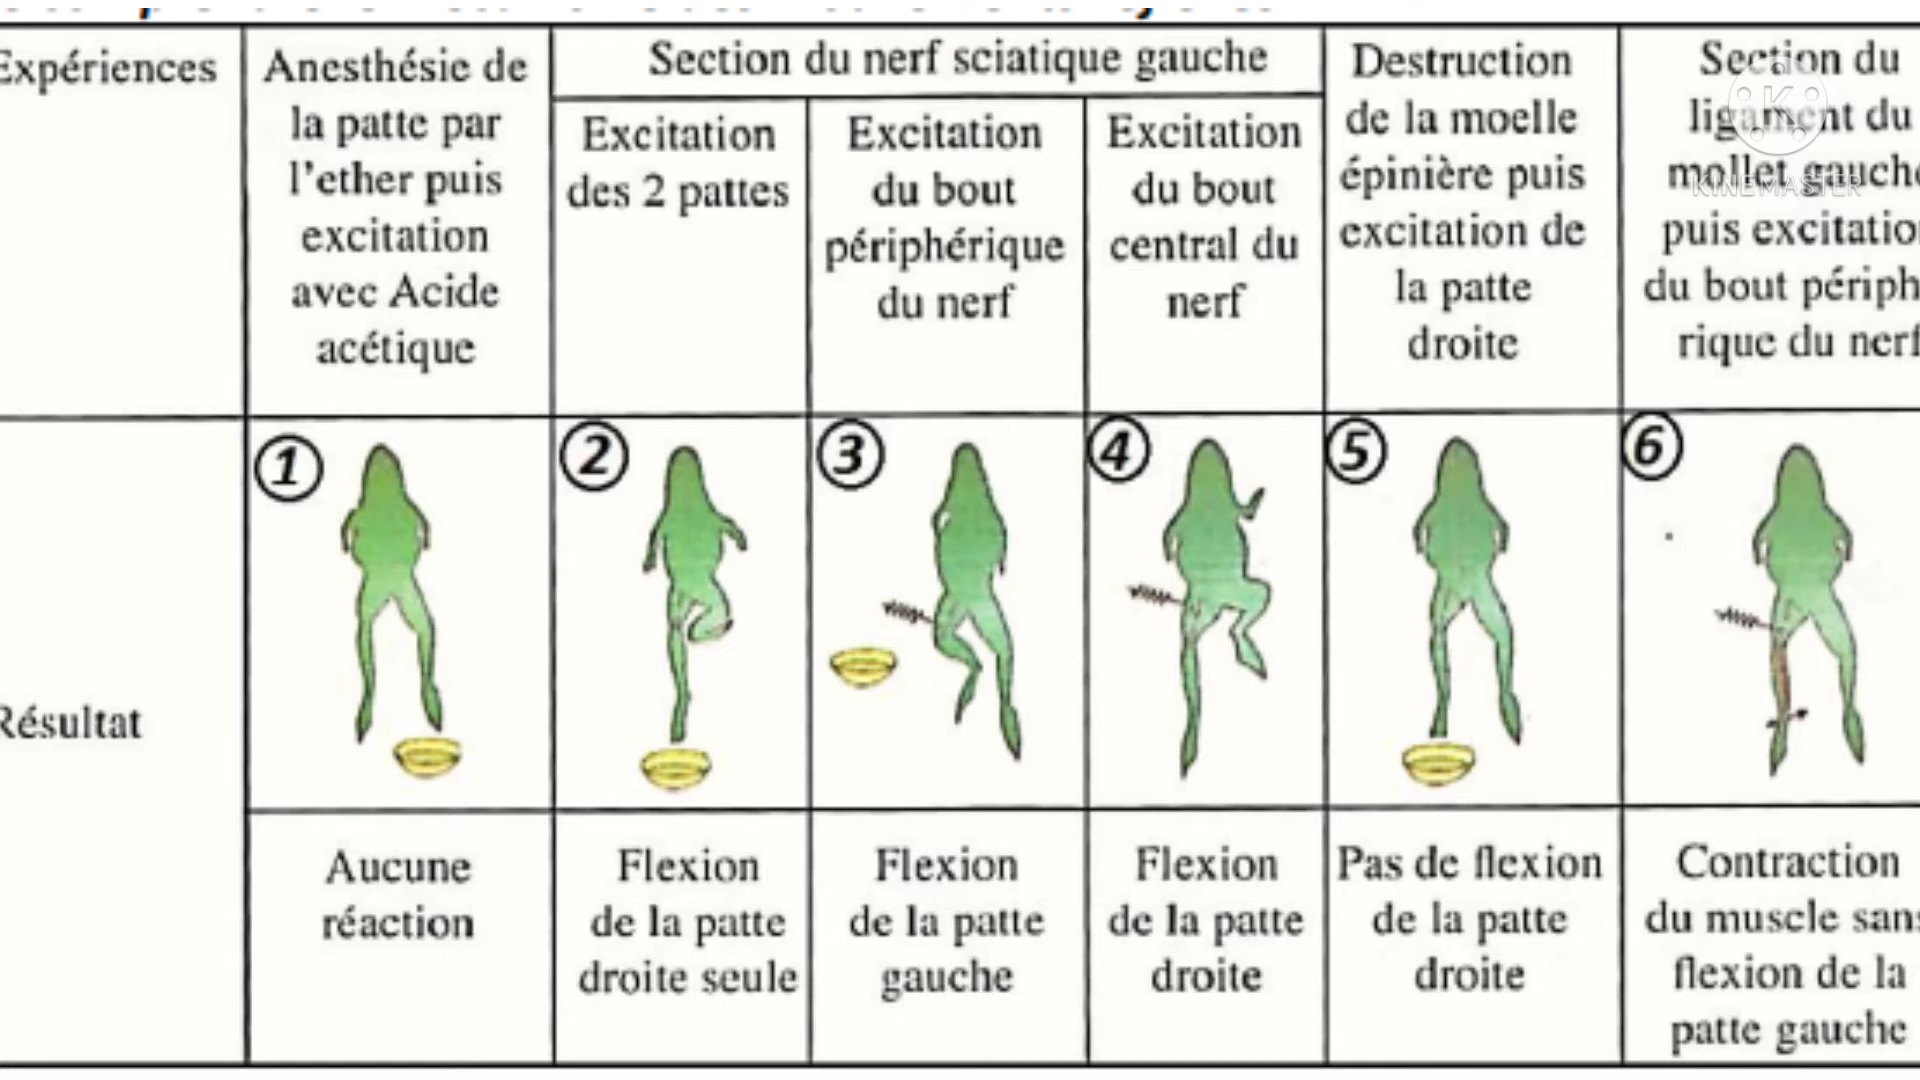 Expériences
Anesthésie de
la patte par
l'ether puis
excitation
avec Acide
acétique
Section du nerf sciatique gauche
Excitation
des 2 pattes
Excitation
du bout
périphérique
du nerf
Excitation
du bout
central du
nerf
Destruction
de la moelle
épinière puis
excitation de
la patte
droite
Section du
ligament du
mollet gauche
puis excitation
du bout périphé
rique du nerf
K
KINEMASTER
Résultat
1
2
3
4
5
6
Aucune
réaction
Flexion
de la patte
droite seule
Flexion
de la patte
gauche
Flexion
de la patte
droite
Pas de flexion
de la patte
droite
Contraction
du muscle sans
flexion de la
patte gauche